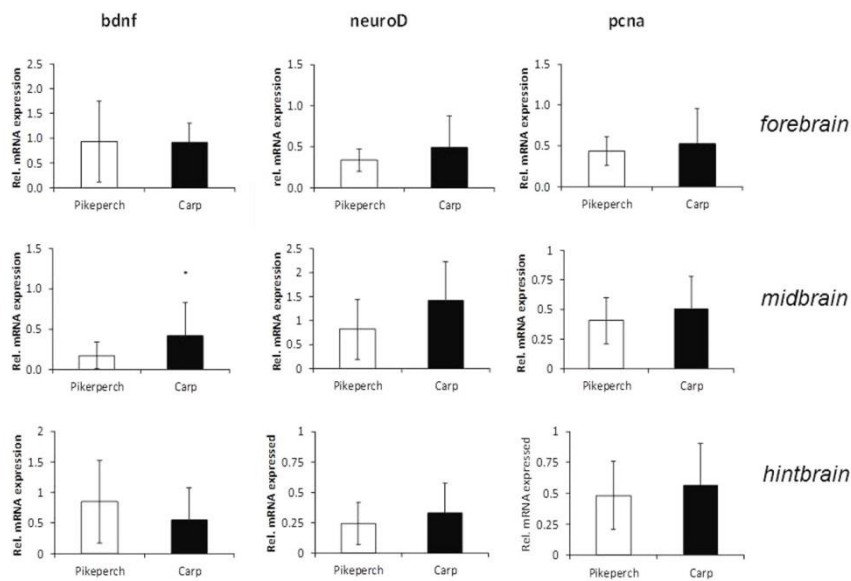 bdnf neuroD pcna
Rel. mRNA expression
2.5
2.0
1.5
1.0
0.5
0.0
Pikeperch Carp
rel. mRNA expression
1.5
1.0
0.5
0.0
Pikeperch Carp
Rel. mRNA expression
1.5
1.0
0.5
0.0
Pikeperch Carp
forebrain
Rel. mRNA expression
1.5
1.0
0.5
0.0
*
Pikerperch Carp
Rel. mRNA expression
2.5
2
1.5
1
0.5
0
Pikeperch Carp
Rel. mRNA expression
1
0.75
0.5
0.25
0
Pikeperch Carp
midbrain
Rel. mRNA expression
2
1.5
1
0.5
0
Pikeperch Carp
Rel. mRNA expressed
1
0.75
0.5
0.25
0
Pikeperch Carp
Rel. mRNA expressed
1
0.75
0.5
0.25
0
Pikeperch Carp
hintbrain